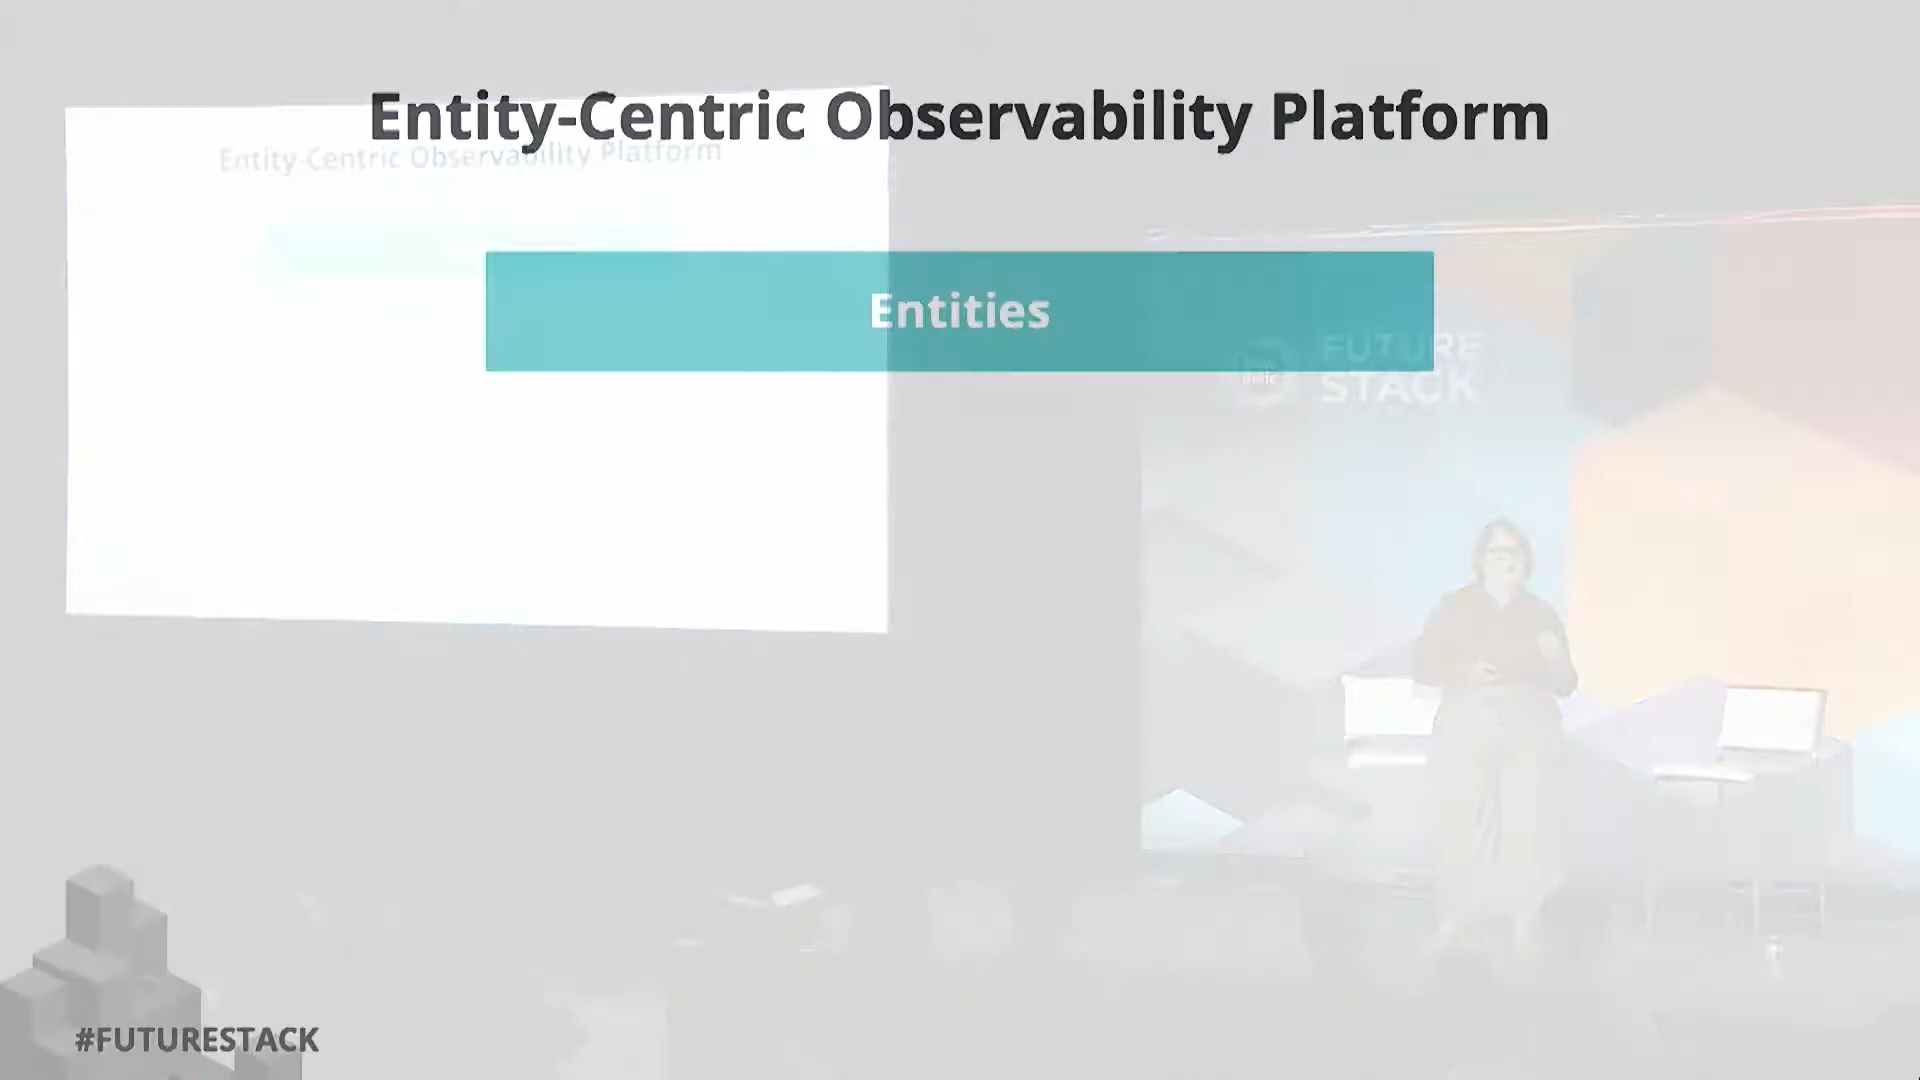 Entity-Centric Observability Platform
Entity-Centric Observability Platform
Entities
FUTURE
STACK
#FUTURESTACK